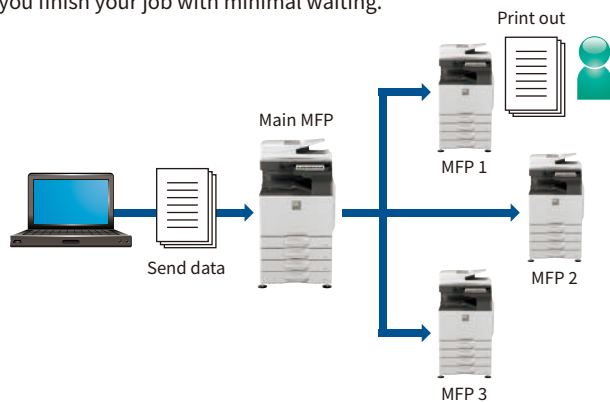 you finish your job with minimal waiting.
Print out
Main MFP
MFP 1
Send data
MFP 2
MFP 3